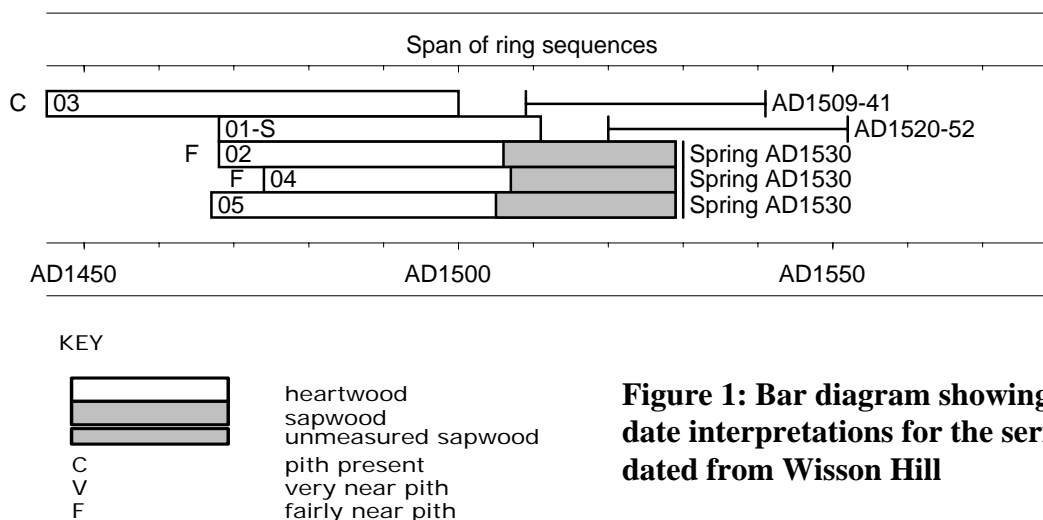 Span of ring sequences
C 03 AD1509-41
01-S AD1520-52
F 02 Spring AD1530
F 04 Spring AD1530
05 Spring AD1530
AD1450 AD1500 AD1550
KEY
heartwood
sapwood
unmeasured sapwood
C pith present
V very near pith
F fairly near pith
Figure 1: Bar diagram showing
date interpretations for the ser
dated from Wisson Hill